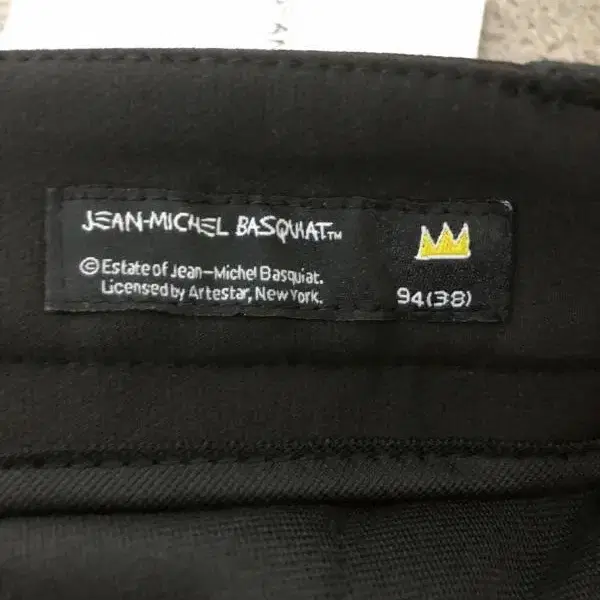 JEAN-MICHEL BASQUIAT™
©Estate of Jean-Michel Basquiat.
Licensed by Artestar, New York.
94(38)